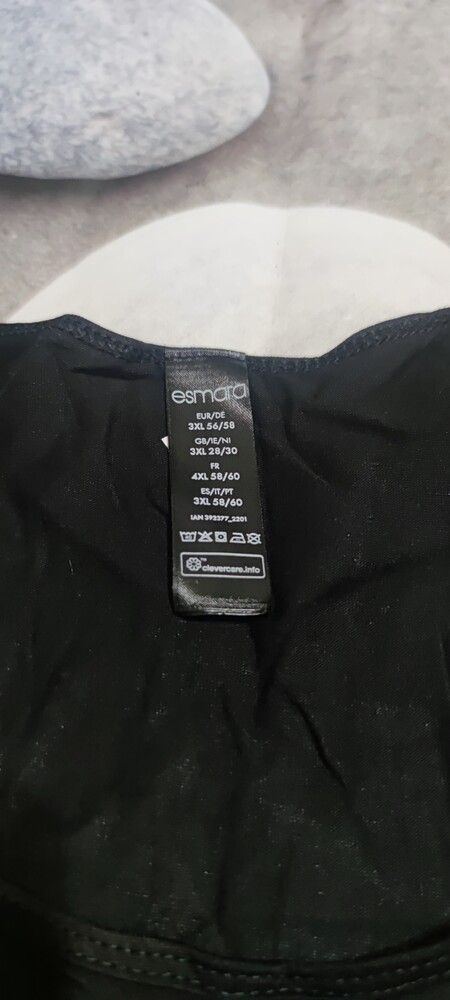 esmara
EUR/DE
3XL 56/58
GB/IE/NI
3XL 28/30
FR
4XL 58/60
ES/IT/PT
3XL 58/60
IAN 392277_2201
TM
clevercare.info